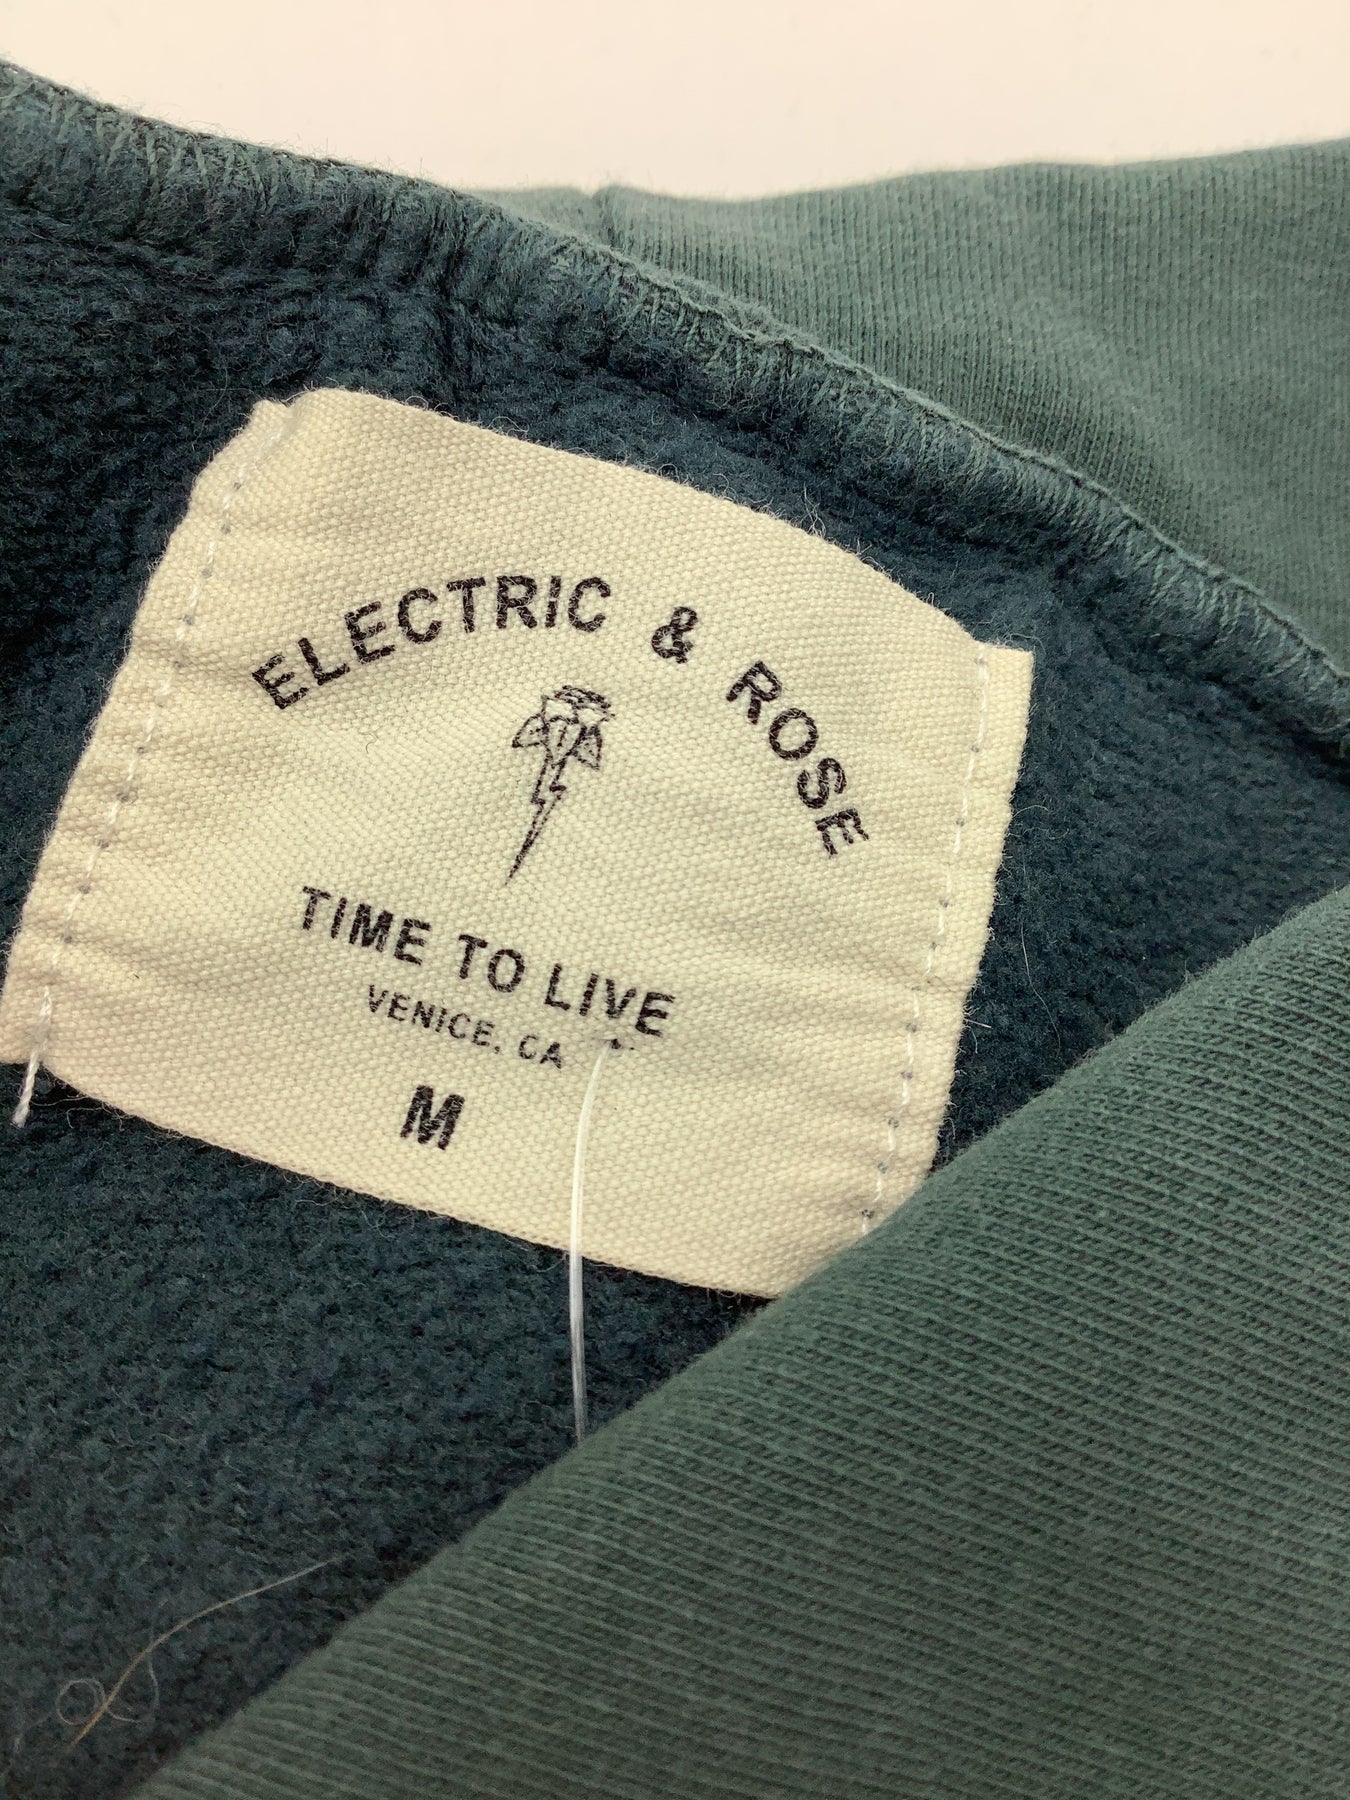 ELECTRIC & ROSE
TIME TO LIVE
VENICE, CA
M